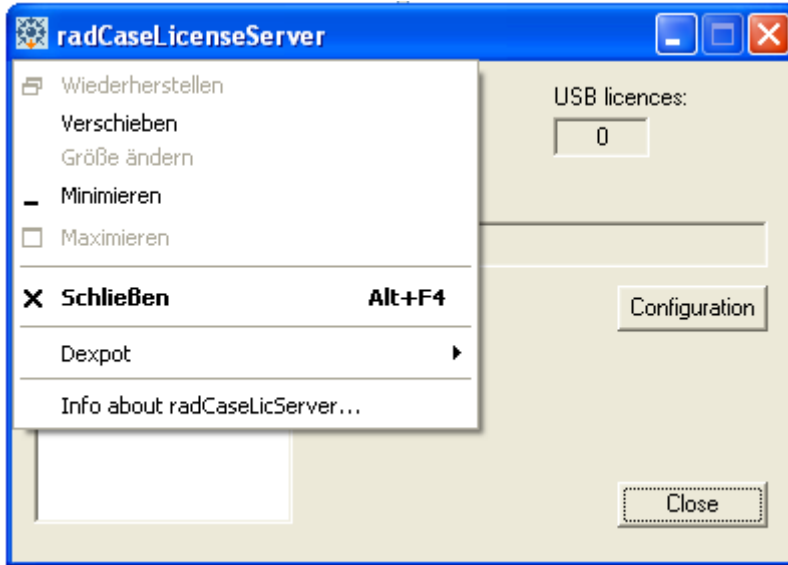 radCaseLicenseServer
Wiederherstellen
Verschieben
Größe ändern
Minimieren
Maximieren
Schließen Alt+F4
Dexpot
Info about radCaseLicServer...
USB licences:
0
Configuration
Close